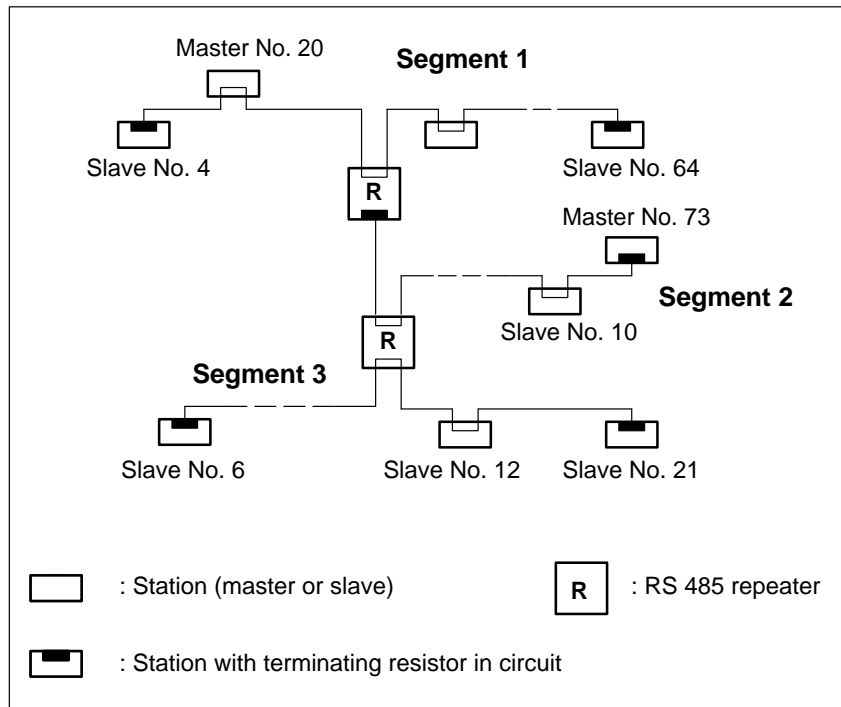 Master No. 20
Segment 1
Slave No. 4
Slave No. 64
R
Master No. 73
Segment 2
Slave No. 10
R
Segment 3
Slave No. 6
Slave No. 12
Slave No. 21
: Station (master or slave)
R
: RS 485 repeater
: Station with terminating resistor in circuit